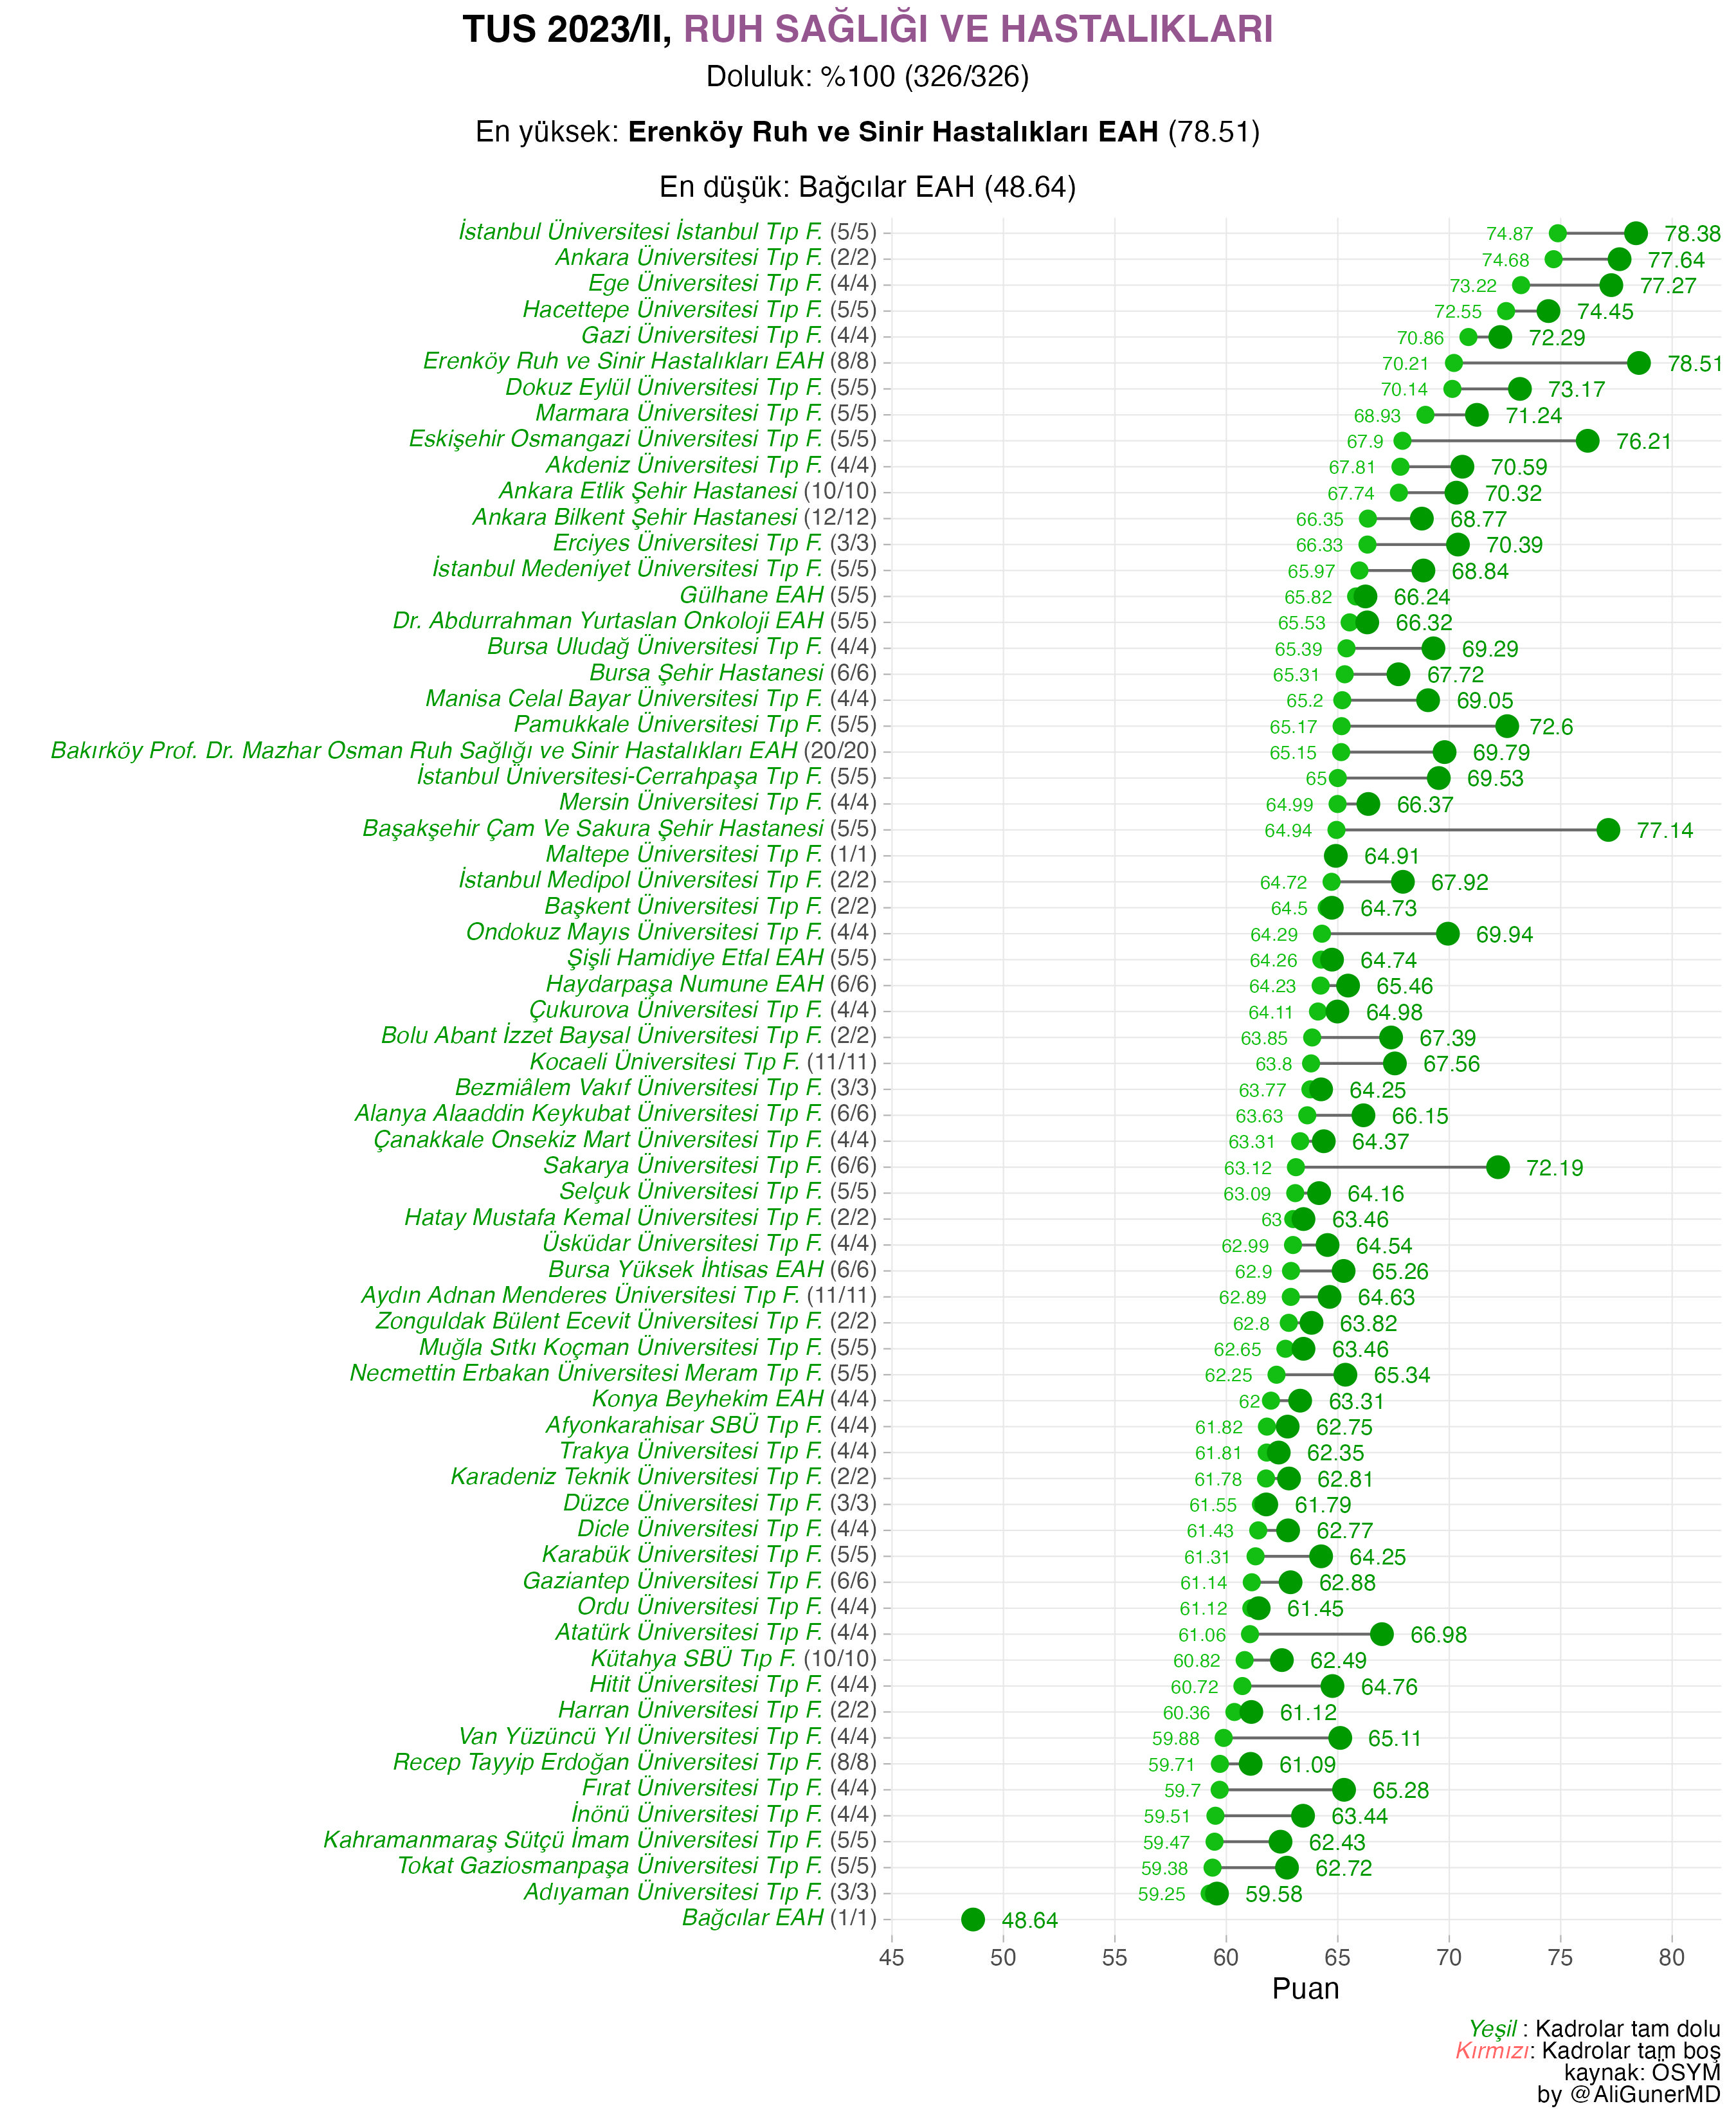 TUS 2023/II, RUH SAĞLIĞI VE HASTALIKLARI
Doluluk: %100 (326/326)
En yüksek: Erenköy Ruh ve Sinir Hastalıkları EAH (78.51)
En düşük: Bağcılar EAH (48.64)
İstanbul Üniversitesi İstanbul Tıp F. (5/5) 74.87 78.38
Ankara Üniversitesi Tıp F. (2/2) 74.68 77.64
Ege Üniversitesi Tıp F. (4/4) 73.22 77.27
Hacettepe Üniversitesi Tıp F. (5/5) 72.55 74.45
Gazi Üniversitesi Tıp F. (4/4) 70.86 72.29
Erenköy Ruh ve Sinir Hastalıkları EAH (8/8) 70.21 78.51
Dokuz Eylül Üniversitesi Tıp F. (5/5) 70.14 73.17
Marmara Üniversitesi Tıp F. (5/5) 68.93 71.24
Eskişehir Osmangazi Üniversitesi Tıp F. (5/5) 67.9 76.21
Akdeniz Üniversitesi Tıp F. (4/4) 67.81 70.59
Ankara Etlik Şehir Hastanesi (10/10) 67.74 70.32
Ankara Bilkent Şehir Hastanesi (12/12) 66.35 68.77
Erciyes Üniversitesi Tıp F. (3/3) 66.33 70.39
İstanbul Medeniyet Üniversitesi Tıp F. (5/5) 65.97 68.84
Gülhane EAH (5/5) 65.82 66.24
Dr. Abdurrahman Yurtaslan Onkoloji EAH (5/5) 65.53 66.32
Bursa Uludağ Üniversitesi Tıp F. (4/4) 65.39 69.29
Bursa Şehir Hastanesi (6/6) 65.31 67.72
Manisa Celal Bayar Üniversitesi Tıp F. (4/4) 65.2 69.05
Pamukkale Üniversitesi Tıp F. (5/5) 65.17 72.6
Bakırköy Prof. Dr. Mazhar Osman Ruh Sağlığı ve Sinir Hastalıkları EAH (20/20) 65.15 69.79
İstanbul Üniversitesi-Cerrahpaşa Tıp F. (5/5) 65 69.53
Mersin Üniversitesi Tıp F. (4/4) 64.99 66.37
Başakşehir Çam Ve Sakura Şehir Hastanesi (5/5) 64.94 77.14
Maltepe Üniversitesi Tıp F. (1/1) 64.91
İstanbul Medipol Üniversitesi Tıp F. (2/2) 64.72 67.92
Başkent Üniversitesi Tıp F. (2/2) 64.5 64.73
Ondokuz Mayıs Üniversitesi Tıp F. (4/4) 64.29 69.94
Şişli Hamidiye Etfal EAH (5/5) 64.26 64.74
Haydarpaşa Numune EAH (6/6) 64.23 65.46
Çukurova Üniversitesi Tıp F. (4/4) 64.11 64.98
Bolu Abant İzzet Baysal Üniversitesi Tıp F. (2/2) 63.85 67.39
Kocaeli Üniversitesi Tıp F. (11/11) 63.8 67.56
Bezmiâlem Vakıf Üniversitesi Tıp F. (3/3) 63.77 64.25
Alanya Alaaddin Keykubat Üniversitesi Tıp F. (6/6) 63.63 66.15
Çanakkale Onsekiz Mart Üniversitesi Tıp F. (4/4) 63.31 64.37
Sakarya Üniversitesi Tıp F. (6/6) 63.12 72.19
Selçuk Üniversitesi Tıp F. (5/5) 63.09 64.16
Hatay Mustafa Kemal Üniversitesi Tıp F. (2/2) 63 63.46
Üsküdar Üniversitesi Tıp F. (4/4) 62.99 64.54
Bursa Yüksek İhtisas EAH (6/6) 62.9 65.26
Aydın Adnan Menderes Üniversitesi Tıp F. (11/11) 62.89 64.63
Zonguldak Bülent Ecevit Üniversitesi Tıp F. (2/2) 62.8 63.82
Muğla Sıtkı Koçman Üniversitesi Tıp F. (5/5) 62.65 63.46
Necmettin Erbakan Üniversitesi Meram Tıp F. (5/5) 62.25 65.34
Konya Beyhekim EAH (4/4) 62 63.31
Afyonkarahisar SBÜ Tıp F. (4/4) 61.82 62.75
Trakya Üniversitesi Tıp F. (4/4) 61.81 62.35
Karadeniz Teknik Üniversitesi Tıp F. (2/2) 61.78 62.81
Düzce Üniversitesi Tıp F. (3/3) 61.55 61.79
Dicle Üniversitesi Tıp F. (4/4) 61.43 62.77
Karabük Üniversitesi Tıp F. (5/5) 61.31 64.25
Gaziantep Üniversitesi Tıp F. (6/6) 61.14 62.88
Ordu Üniversitesi Tıp F. (4/4) 61.12 61.45
Atatürk Üniversitesi Tıp F. (4/4) 61.06 66.98
Kütahya SBÜ Tıp F. (10/10) 60.82 62.49
Hitit Üniversitesi Tıp F. (4/4) 60.72 64.76
Harran Üniversitesi Tıp F. (2/2) 60.36 61.12
Van Yüzüncü Yıl Üniversitesi Tıp F. (4/4) 59.88 65.11
Recep Tayyip Erdoğan Üniversitesi Tıp F. (8/8) 59.71 61.09
Fırat Üniversitesi Tıp F. (4/4) 59.7 65.28
İnönü Üniversitesi Tıp F. (4/4) 59.51 63.44
Kahramanmaraş Sütçü İmam Üniversitesi Tıp F. (5/5) 59.47 62.43
Tokat Gaziosmanpaşa Üniversitesi Tıp F. (5/5) 59.38 62.72
Adıyaman Üniversitesi Tıp F. (3/3) 59.25 59.58
Bağcılar EAH (1/1) 48.64
45 50 55 60 65 70 75 80
Puan
Yeşil : Kadrolar tam dolu
Kırmızı: Kadrolar tam boş
kaynak: ÖSYM
by @AliGunerMD